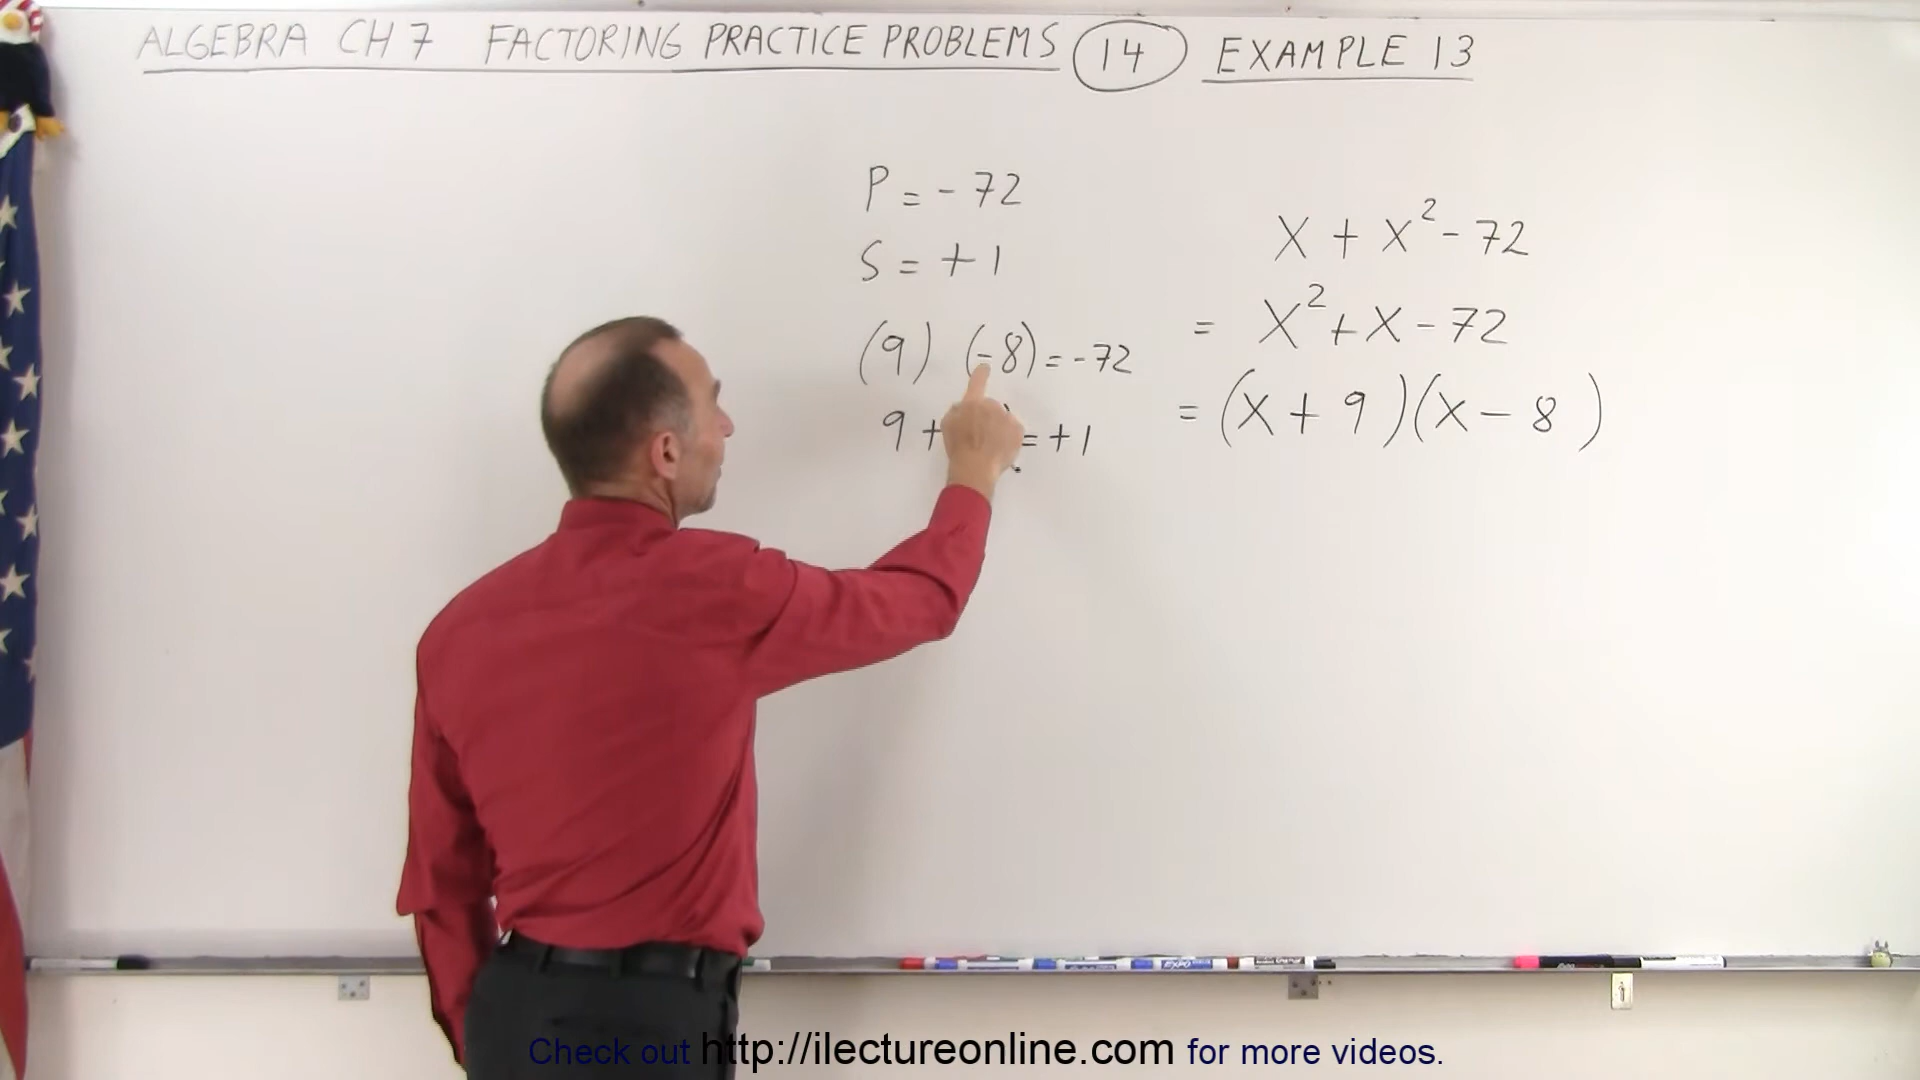 ALGEBRA CH 7 FACTORING PRACTICE PROBLEMS 14 EXAMPLE 13
P = - 72
S = + 1
(9) (-8) = -72
9 + = +1
X + X² - 72
= X² + X - 72
= (X + 9)(X - 8)
EXPO
Check out http://ilectureonline.com for more videos.